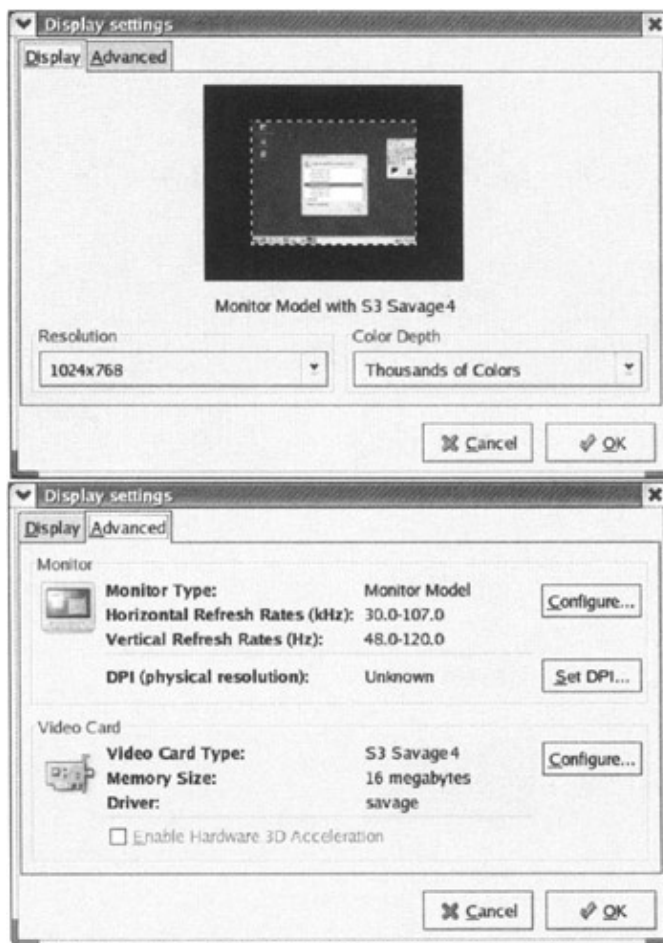 Display settings
Display Advanced
Monitor Model with S3 Savage4
Resolution Color Depth
1024x768 Thousands of Colors
Cancel OK
Display settings
Display Advanced
Monitor
Monitor Type: Monitor Model Configure...
Horizontal Refresh Rates (kHz): 30.0-107.0
Vertical Refresh Rates (Hz): 48.0-120.0
DPI (physical resolution): Unknown Set DPI...
Video Card
Video Card Type: S3 Savage4 Configure...
Memory Size: 16 megabytes
Driver: savage
Enable Hardware 3D Acceleration
Cancel OK